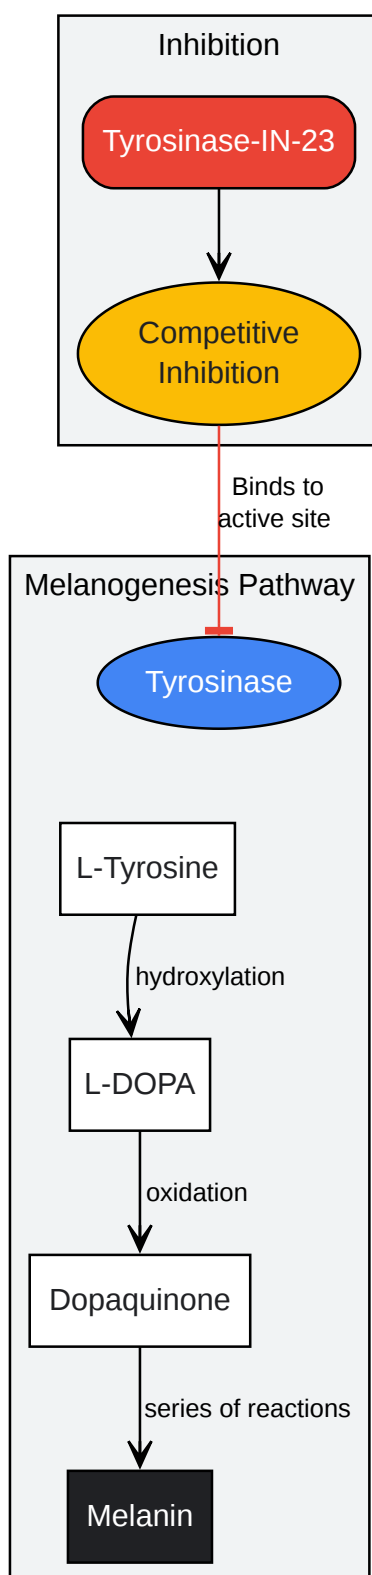 Inhibition
Tyrosinase-IN-23
Competitive
Inhibition
Binds to
active site
Melanogenesis Pathway
Tyrosinase
L-Tyrosine
hydroxylation
L-DOPA
oxidation
Dopaquinone
series of reactions
Melanin